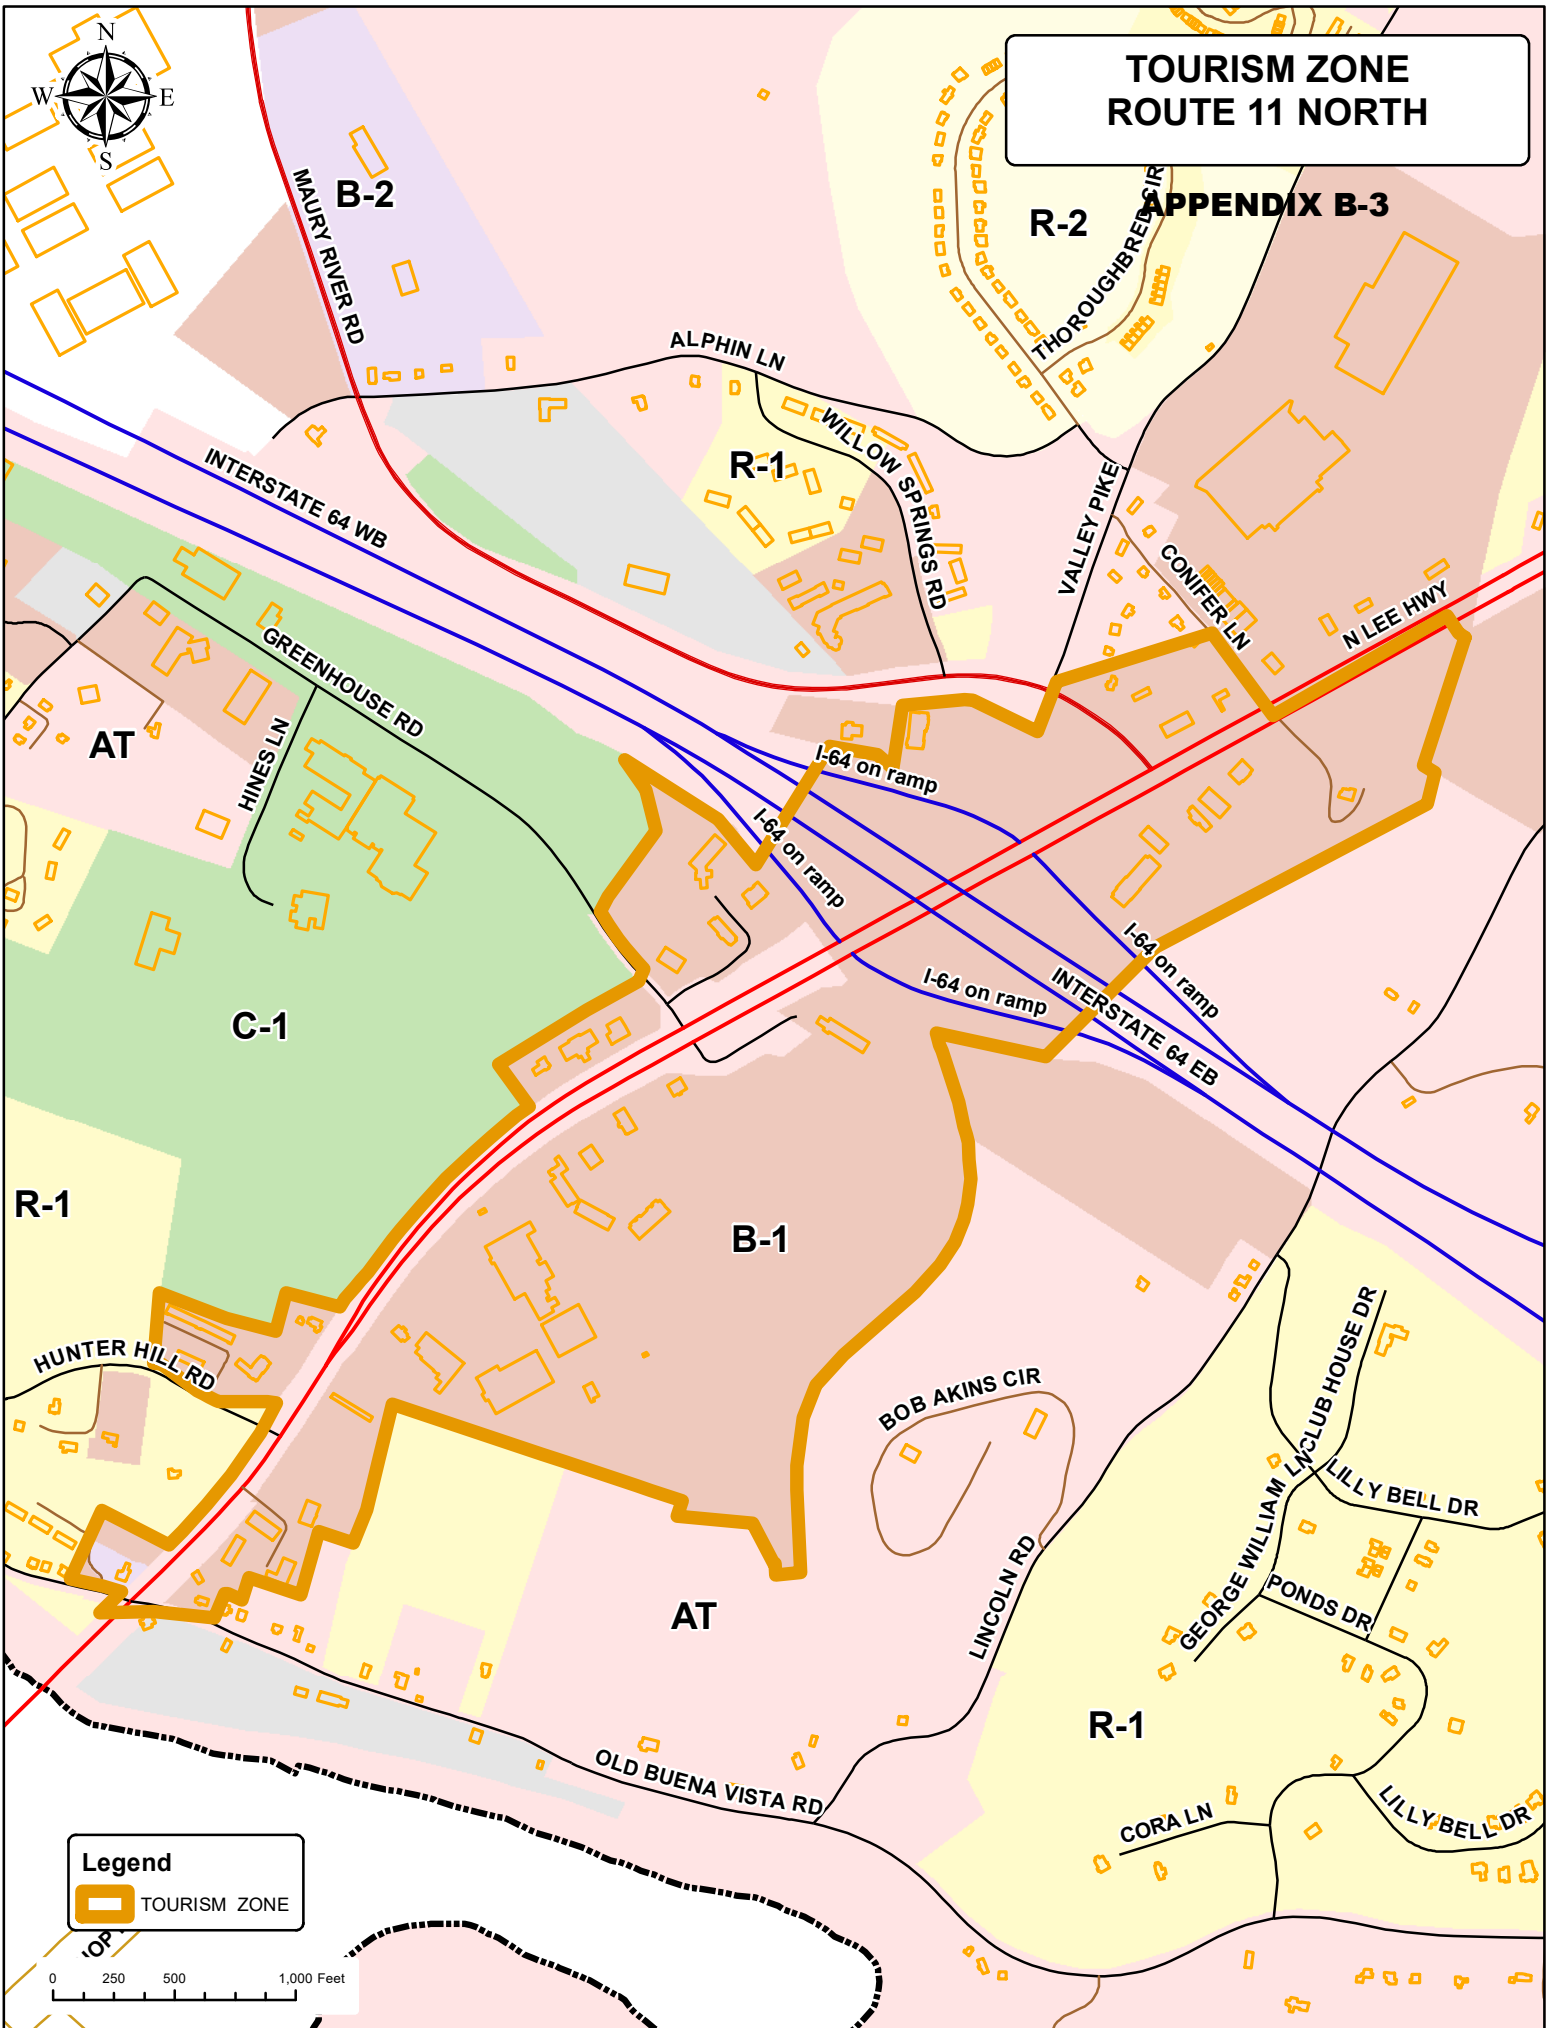 TOURISM ZONE
ROUTE 11 NORTH
APPENDIX B-3
N
W
E
S
B-2
MAURY RIVER RD
R-2
THOROUGHBRED CIR
ALPHIN LN
WILLOW SPRINGS RD
R-1
INTERSTATE 64 WB
VALLEY PIKE
CONIFER LN
N LEE HWY
GREENHOUSE RD
HINES LN
AT
I-64 on ramp
I-64 on ramp
I-64 on ramp
I-64 on ramp
INTERSTATE 64 EB
C-1
R-1
B-1
HUNTER HILL RD
BOB AKINS CIR
CLUB HOUSE DR
LILLY BELL DR
GEORGE WILLIAM LN
PONDS DR
LINCOLN RD
AT
R-1
OLD BUENA VISTA RD
CORA LN
LILLY BELL DR
Legend
TOURISM ZONE
0 250 500 1,000 Feet